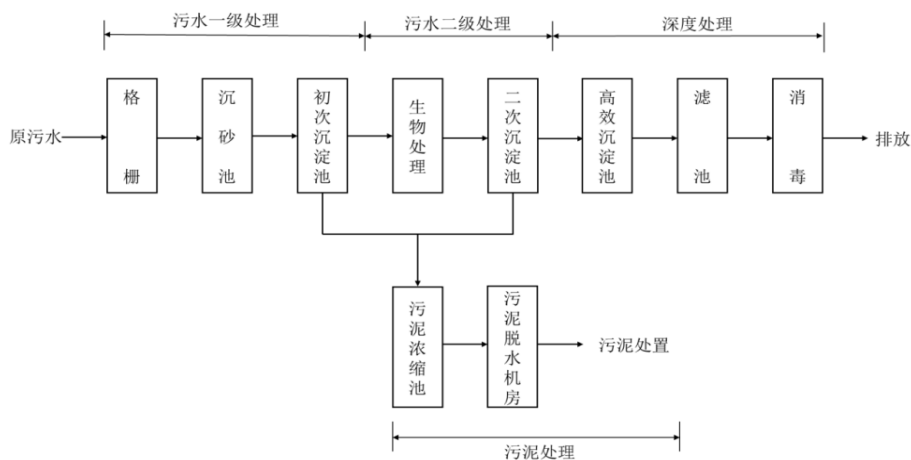 污水一级处理
污水二级处理
深度处理
原污水
格栅
沉砂池
初次沉淀池
生物处理
二次沉淀池
高效沉淀池
滤池
消毒
排放
污泥浓缩池
污泥脱水机房
污泥处置
污泥处理